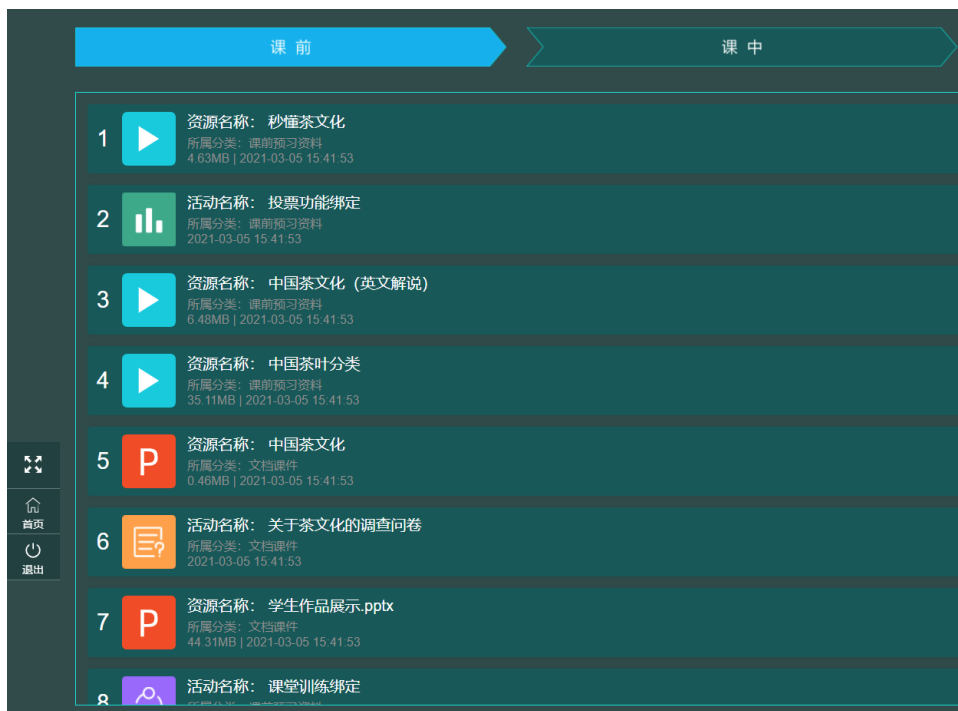 课 前
课 中
1
资源名称： 秒懂茶文化
所属分类：课前预习资料
4.63MB | 2021-03-05 15:41:53
2
活动名称： 投票功能绑定
所属分类：课前预习资料
2021-03-05 15:41:53
3
资源名称： 中国茶文化（英文解说）
所属分类：课前预习资料
6.48MB | 2021-03-05 15:41:53
4
资源名称： 中国茶叶分类
所属分类：课前预习资料
35.11MB | 2021-03-05 15:41:53
5
P
资源名称： 中国茶文化
所属分类：文档课件
0.46MB | 2021-03-05 15:41:53
6
活动名称： 关于茶文化的调查问卷
所属分类：文档课件
2021-03-05 15:41:53
7
P
资源名称： 学生作品展示.pptx
所属分类：文档课件
44.31MB | 2021-03-05 15:41:53
8
活动名称： 课堂训练绑定
首页
退出